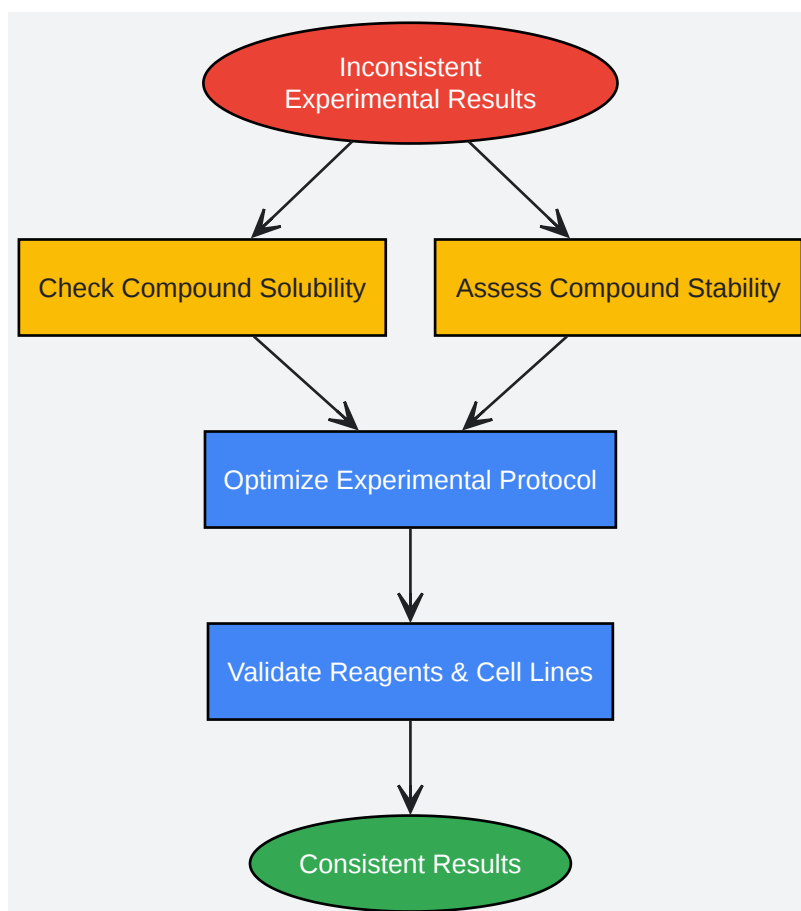 Inconsistent
Experimental Results
Check Compound Solubility
Assess Compound Stability
Optimize Experimental Protocol
Validate Reagents & Cell Lines
Consistent Results